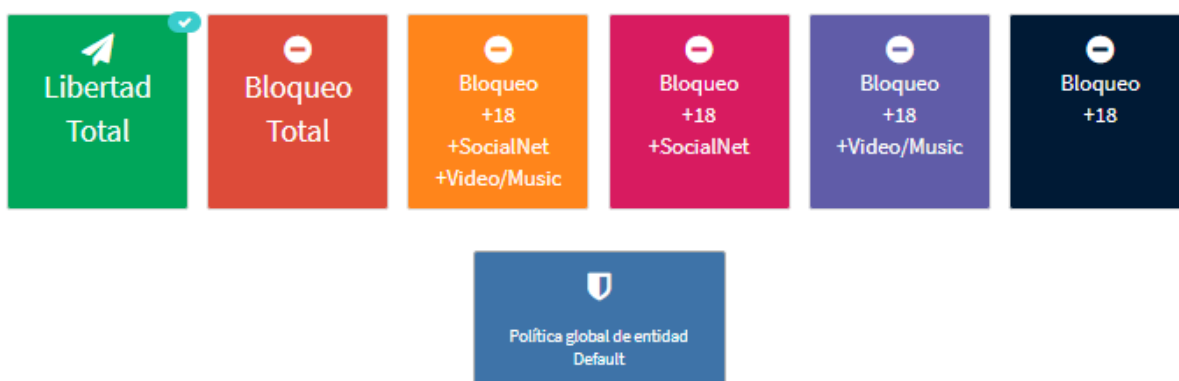 Libertad
Total
Bloqueo
Total
Bloqueo
+18
+SocialNet
+Video/Music
Bloqueo
+18
+SocialNet
Bloqueo
+18
+Video/Music
Bloqueo
+18
Política global de entidad
Default